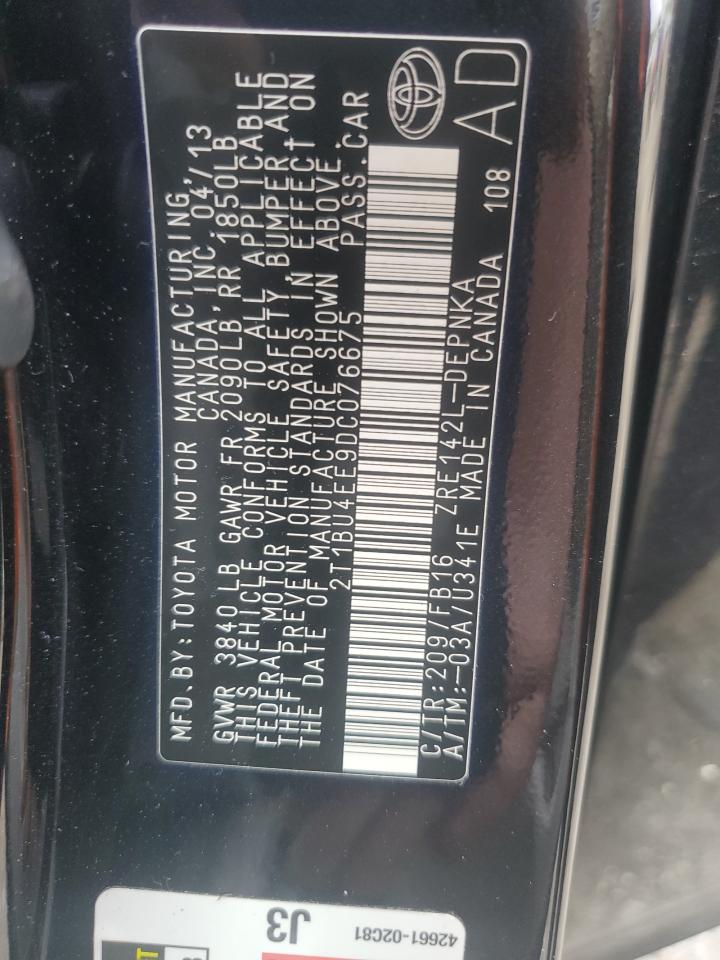 MFD.BY:TOYOTA MOTOR MANUFACTURING
CANADA, INC. 04/13
GVWR 3840 LB GAWR FR 2090LB RR 1850LB
THIS VEHICLE CONFORMS TO ALL APPLICABLE
FEDERAL MOTOR VEHICLE SAFETY, BUMPER, AND
THEFT PREVENTION STANDARDS IN EFFECT ON
THE DATE OF MANUFACTURE SHOWN ABOVE.
2T1BU4EE9DC076675 PASS.CAR
C/TR:209/FB16 ZRE142L-DEPNKA
A/TM:-03A/U341E MADE IN CANADA 108
AD
J3
42661-02C81